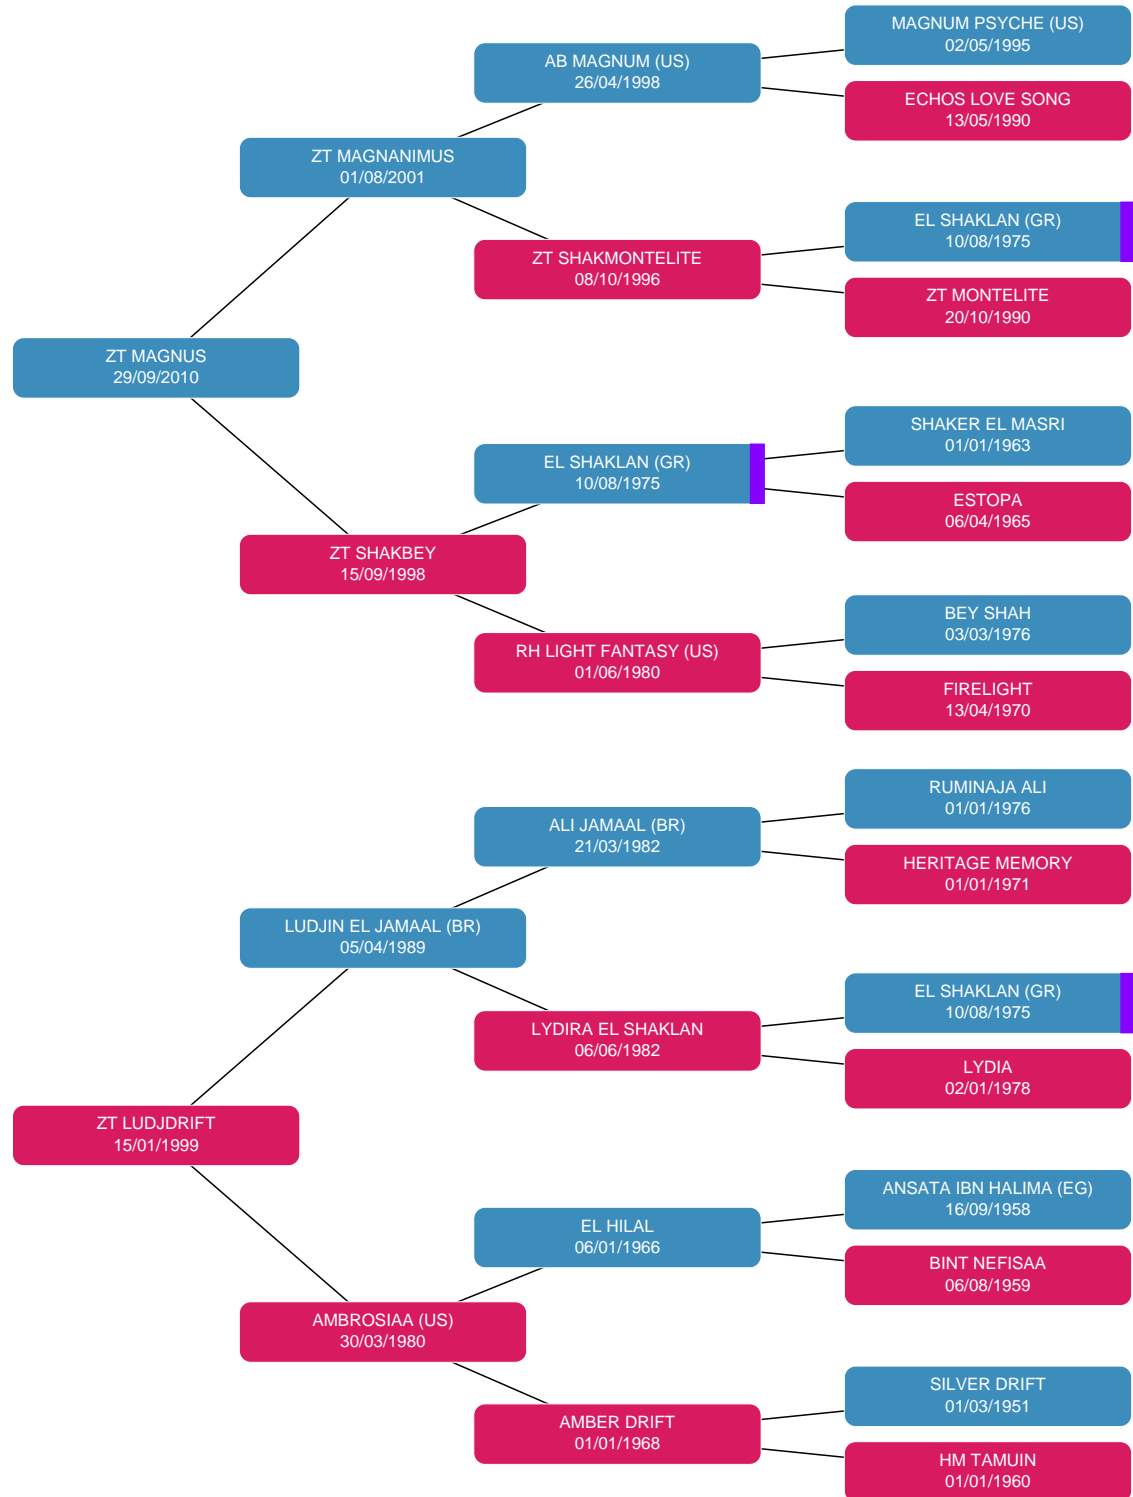 MAGNUM PSYCHE (US)
02/05/1995
AB MAGNUM (US)
26/04/1998
ECHOS LOVE SONG
13/05/1990
ZT MAGNANIMUS
01/08/2001
EL SHAKLAN (GR)
10/08/1975
ZT SHAKMONTELITE
08/10/1996
ZT MONTELITE
20/10/1990
ZT MAGNUS
29/09/2010
SHAKER EL MASRI
01/01/1963
EL SHAKLAN (GR)
10/08/1975
ESTOPA
06/04/1965
ZT SHAKBEY
15/09/1998
BEY SHAH
03/03/1976
RH LIGHT FANTASY (US)
01/06/1980
FIRELIGHT
13/04/1970
RUMINAJA ALI
01/01/1976
ALI JAMAAL (BR)
21/03/1982
HERITAGE MEMORY
01/01/1971
LUDJIN EL JAMAAL (BR)
05/04/1989
EL SHAKLAN (GR)
10/08/1975
LYDIRA EL SHAKLAN
06/06/1982
LYDIA
02/01/1978
ZT LUDJDRIFT
15/01/1999
ANSATA IBN HALIMA (EG)
16/09/1958
EL HILAL
06/01/1966
BINT NEFISAA
06/08/1959
AMBROSIAA (US)
30/03/1980
SILVER DRIFT
01/03/1951
AMBER DRIFT
01/01/1968
HM TAMUIN
01/01/1960